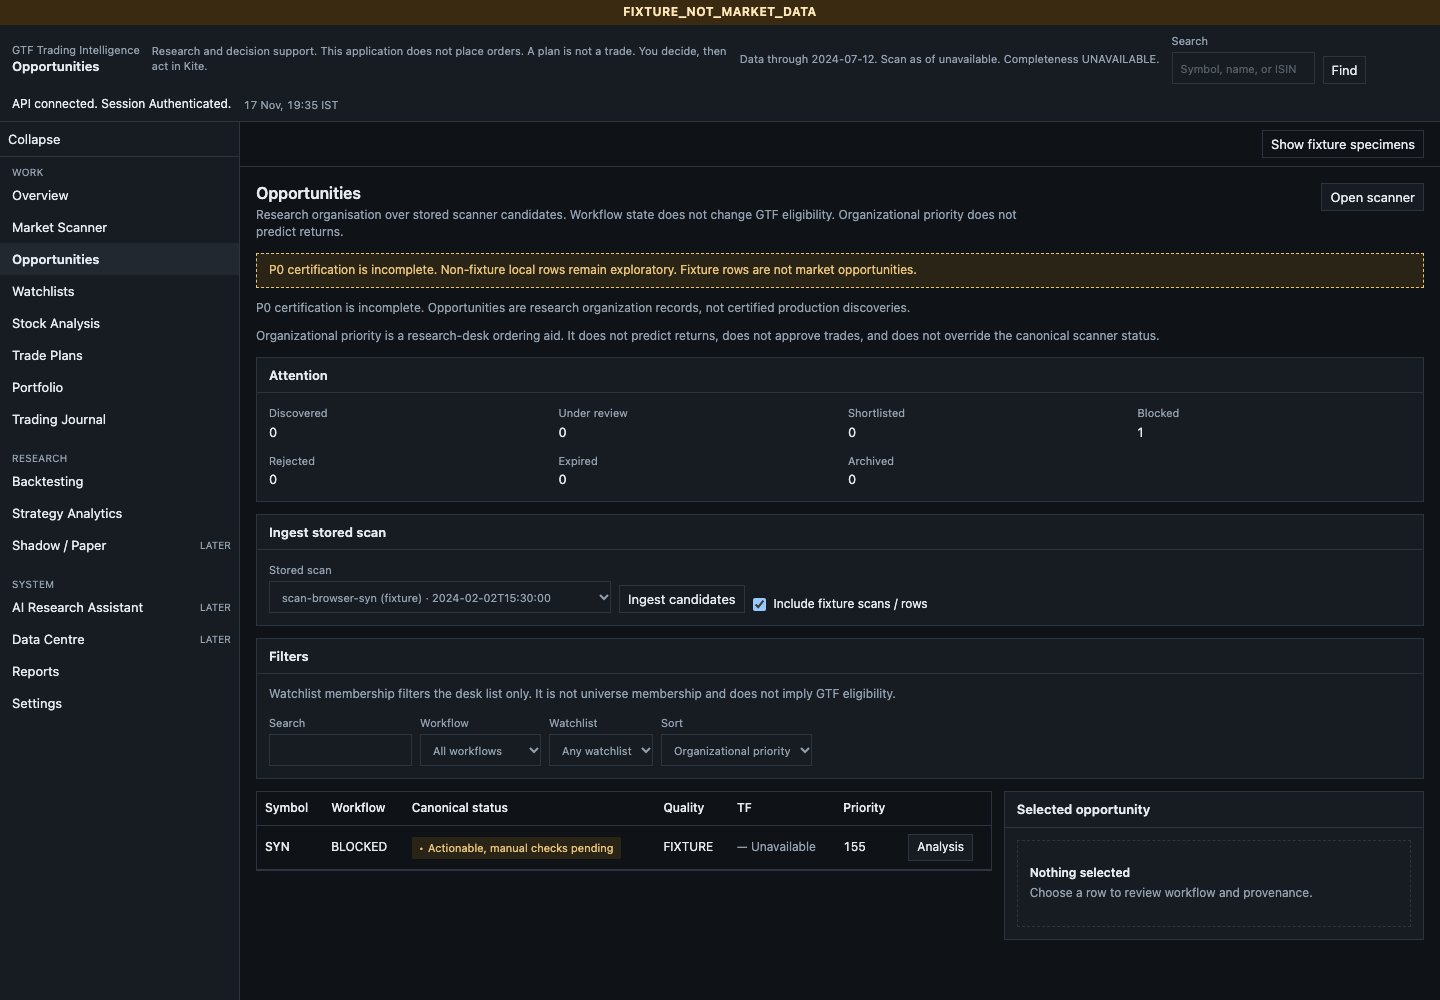 FIXTURE_NOT_MARKET_DATA
GTF Trading Intelligence
Opportunities
Research and decision support. This application does not place orders. A plan is not a trade. You decide, then
act in Kite.
Data through 2024-07-12. Scan as of unavailable. Completeness UNAVAILABLE.
Search
Symbol, name, or ISIN
Find
API connected. Session Authenticated.
17 Nov, 19:35 IST
Collapse
WORK
Overview
Market Scanner
Opportunities
Watchlists
Stock Analysis
Trade Plans
Portfolio
Trading Journal
RESEARCH
Backtesting
Strategy Analytics
Shadow / Paper LATER
SYSTEM
AI Research Assistant LATER
Data Centre LATER
Reports
Settings
Show fixture specimens
Opportunities
Research organisation over stored scanner candidates. Workflow state does not change GTF eligibility. Organizational priority does not
predict returns.
Open scanner
P0 certification is incomplete. Non-fixture local rows remain exploratory. Fixture rows are not market opportunities.
P0 certification is incomplete. Opportunities are research organization records, not certified production discoveries.
Organizational priority is a research-desk ordering aid. It does not predict returns, does not approve trades, and does not override the canonical scanner status.
Attention
Discovered Under review Shortlisted Blocked
0 0 0 1
Rejected Expired Archived
0 0 0
Ingest stored scan
Stored scan
scan-browser-syn (fixture) · 2024-02-02T15:30:00 Ingest candidates Include fixture scans / rows
Filters
Watchlist membership filters the desk list only. It is not universe membership and does not imply GTF eligibility.
Search Workflow Watchlist Sort
All workflows Any watchlist Organizational priority
Symbol Workflow Canonical status Quality TF Priority
SYN BLOCKED • Actionable, manual checks pending FIXTURE — Unavailable 155 Analysis
Selected opportunity
Nothing selected
Choose a row to review workflow and provenance.